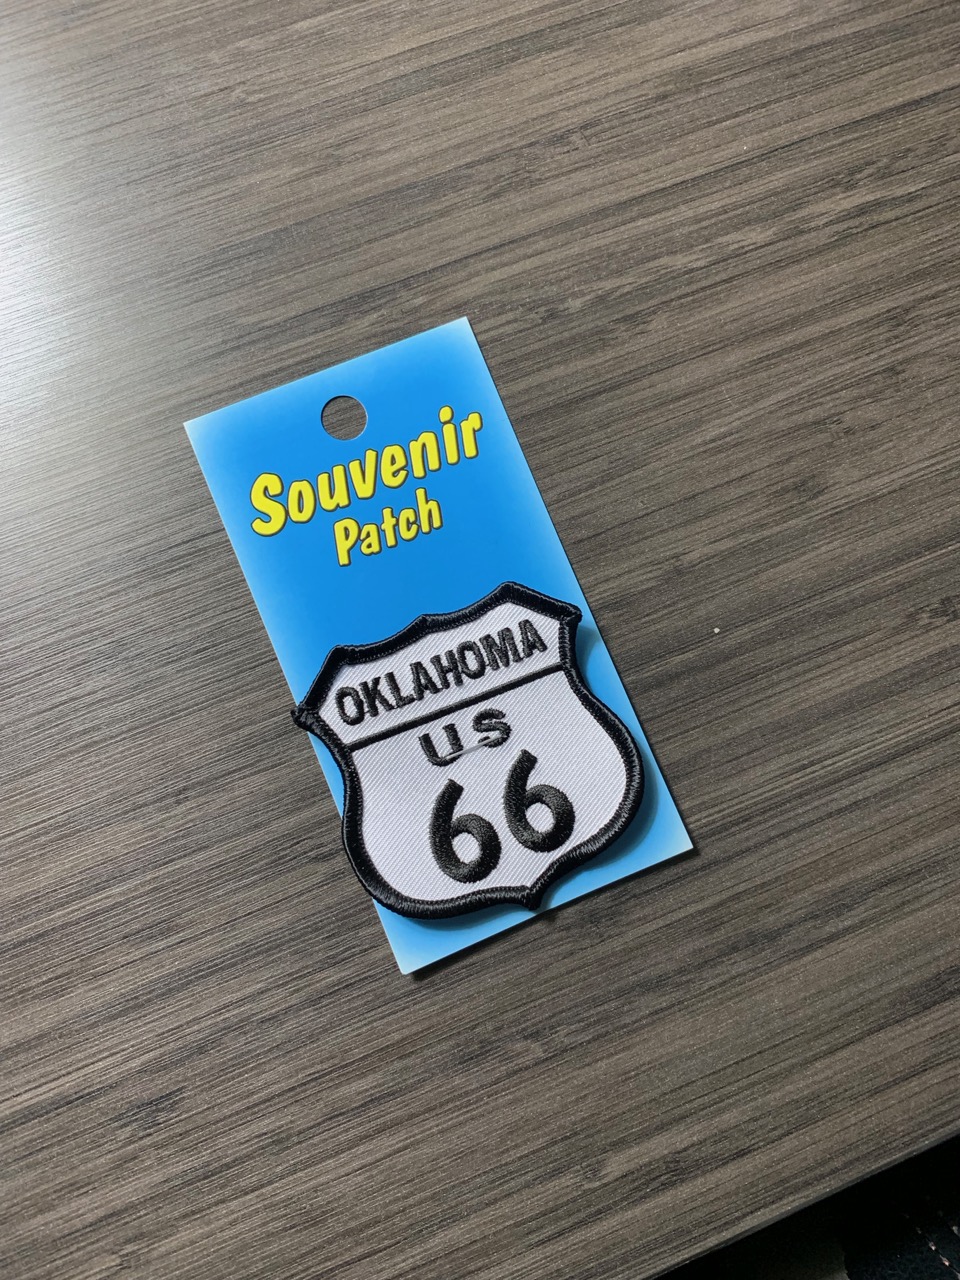 Souvenir
Patch
OKLAHOMA
US
66